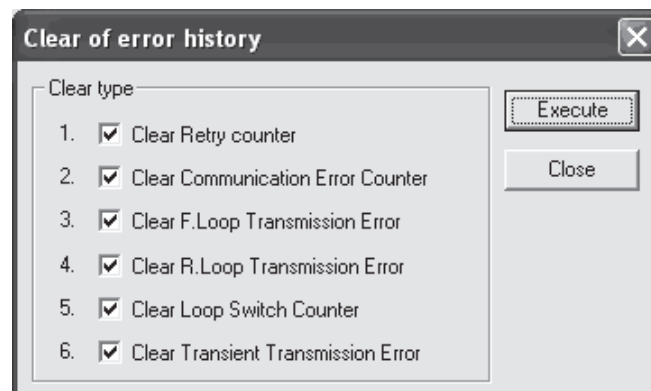 Clear of error history
Clear type
1. Clear Retry counter
2. Clear Communication Error Counter
3. Clear F.Loop Transmission Error
4. Clear R.Loop Transmission Error
5. Clear Loop Switch Counter
6. Clear Transient Transmission Error
Execute
Close